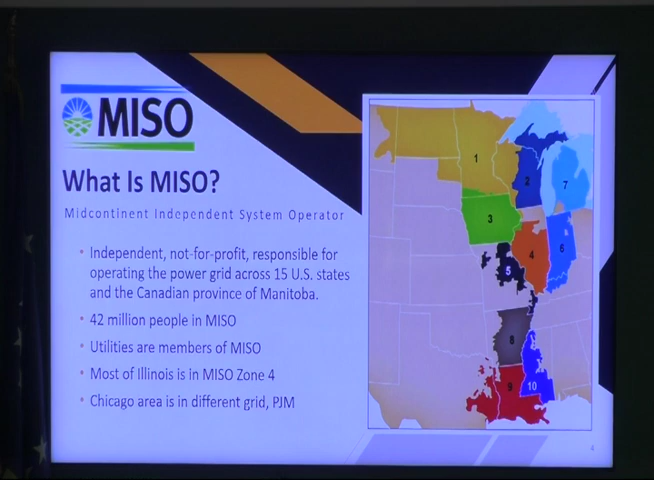 MISO
What Is MISO?
Midcontinent Independent System Operator
• Independent, not-for-profit, responsible for
operating the power grid across 15 U.S. states
and the Canadian province of Manitoba.
• 42 million people in MISO
• Utilities are members of MISO
• Most of Illinois is in MISO Zone 4
• Chicago area is in different grid, PJM
1
2
7
3
4
6
5
8
9
10
4